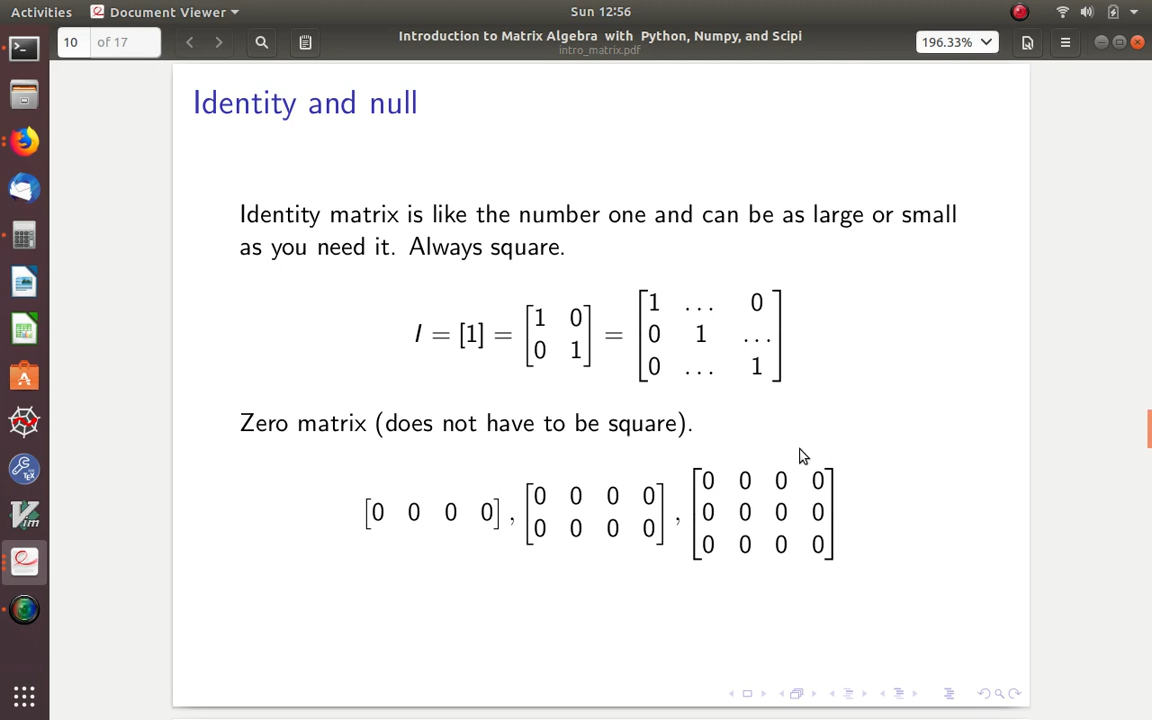 Activities Document Viewer Sun 12:56
10 of 17 Introduction to Matrix Algebra with Python, Numpy, and Scipi 196.33%
intro_matrix.pdf
Identity and null
Identity matrix is like the number one and can be as large or small
as you need it. Always square.
I = [1] = [1 0; 0 1] = [1 ... 0; 0 1 ...; 0 ... 1]
Zero matrix (does not have to be square).
[0 0 0 0], [0 0 0 0; 0 0 0 0], [0 0 0 0; 0 0 0 0; 0 0 0 0]